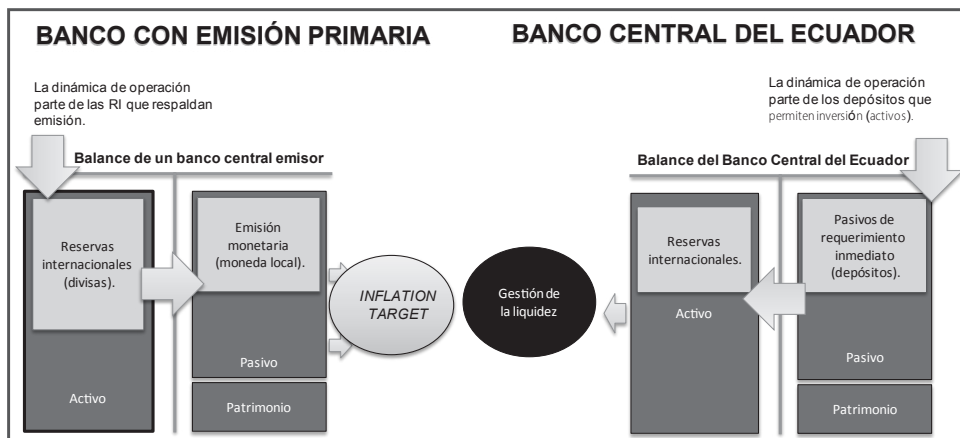 BANCO CON EMISIÓN PRIMARIA
La dinámica de operación
parte de las RI que respaldan
emisión.
Balance de un banco central emisor
Reservas
internacionales
(divisas).
Activo
Emisión
monetaria
(moneda local).
Pasivo
Patrimonio
INFLATION
TARGET
BANCO CENTRAL DEL ECUADOR
La dinámica de operación
parte de los depósitos que
permiten inversión (activos).
Balance del Banco Central del Ecuador
Gestión de
la liquidez
Reservas
internacionales.
Activo
Pasivos de
requerimiento
inmediato
(depósitos).
Pasivo
Patrimonio